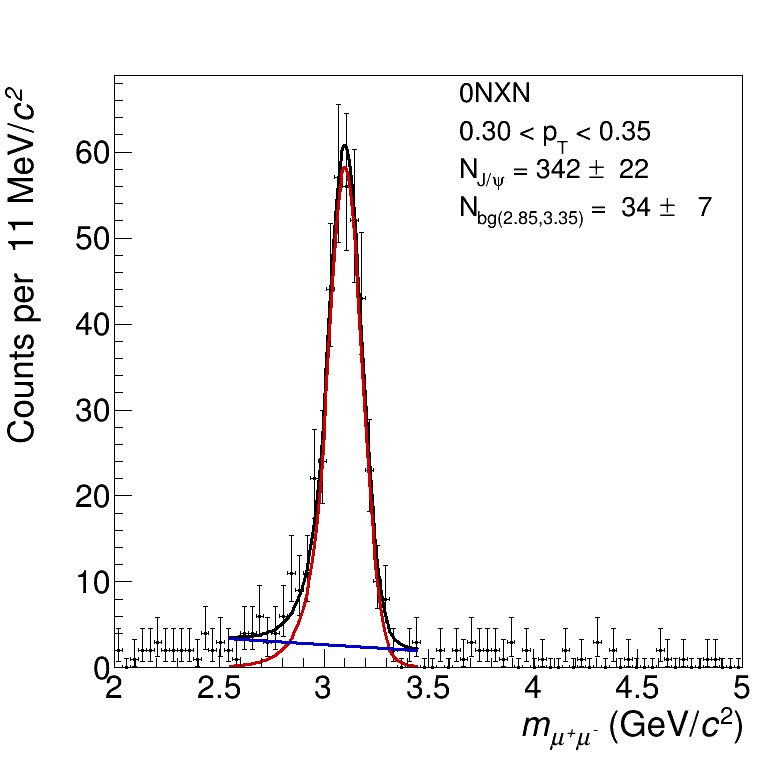 0NXN
0.30 < p_T < 0.35
N_J/ψ = 342 ± 22
N_bg(2.85,3.35) = 34 ± 7
Counts per 11 MeV/c²
60
50
40
30
20
10
0
2 2.5 3 3.5 4 4.5 5
m_μ⁺μ⁻ (GeV/c²)